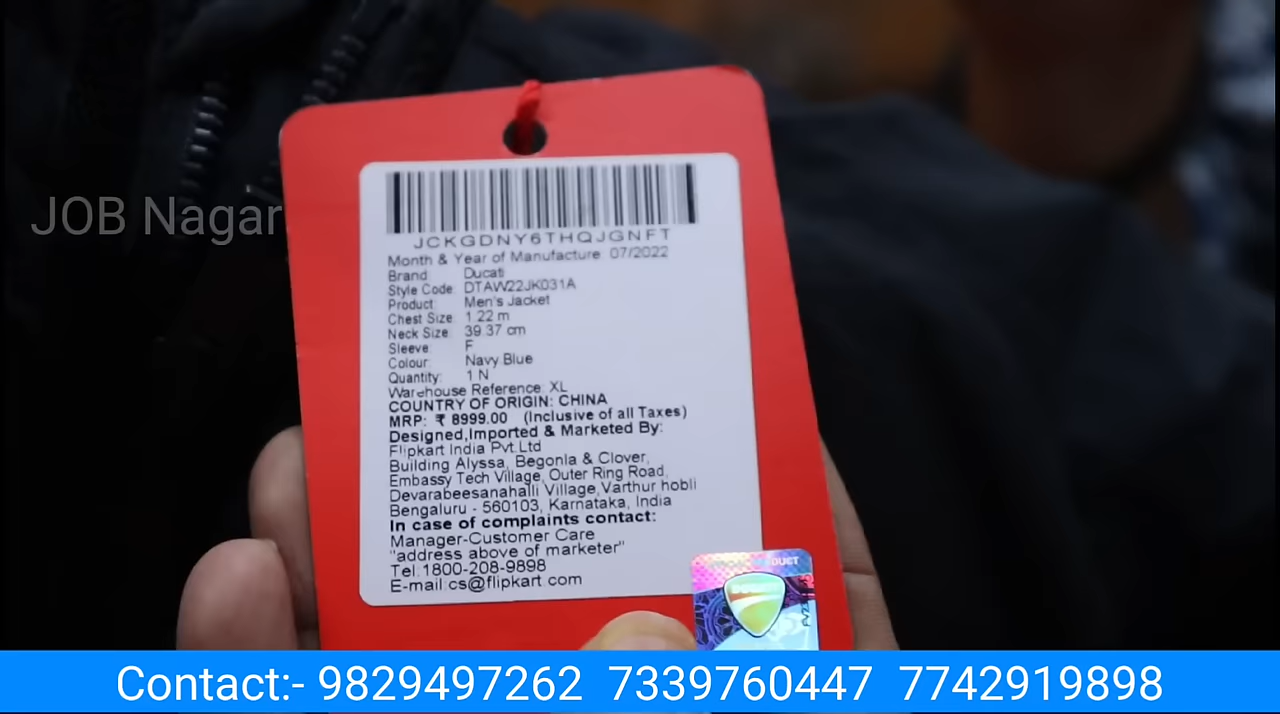 JOB Nagar
JCKGDNY6THQJGNFT
Month & Year of Manufacture: 07/2022
Brand: Ducati
Style Code: DTAW22JK031A
Product: Men's Jacket
Chest Size: 1.22 m
Neck Size: 39.37 cm
Sleeve: F
Colour: Navy Blue
Quantity: 1 N
Warehouse Reference: XL
COUNTRY OF ORIGIN: CHINA
MRP: ₹ 8999.00 (Inclusive of all Taxes)
Designed,Imported & Marketed By:
Flipkart India Pvt.Ltd
Building Alyssa, Begonla & Clover,
Embassy Tech Village, Outer Ring Road,
Devarabeesanahalli Village,Varthur hobli
Bengaluru - 560103, Karnataka, India
In case of complaints contact:
Manager-Customer Care
"address above of marketer"
Tel:1800-208-9898
E-mail:cs@flipkart.com
Contact:- 9829497262 7339760447 7742919898